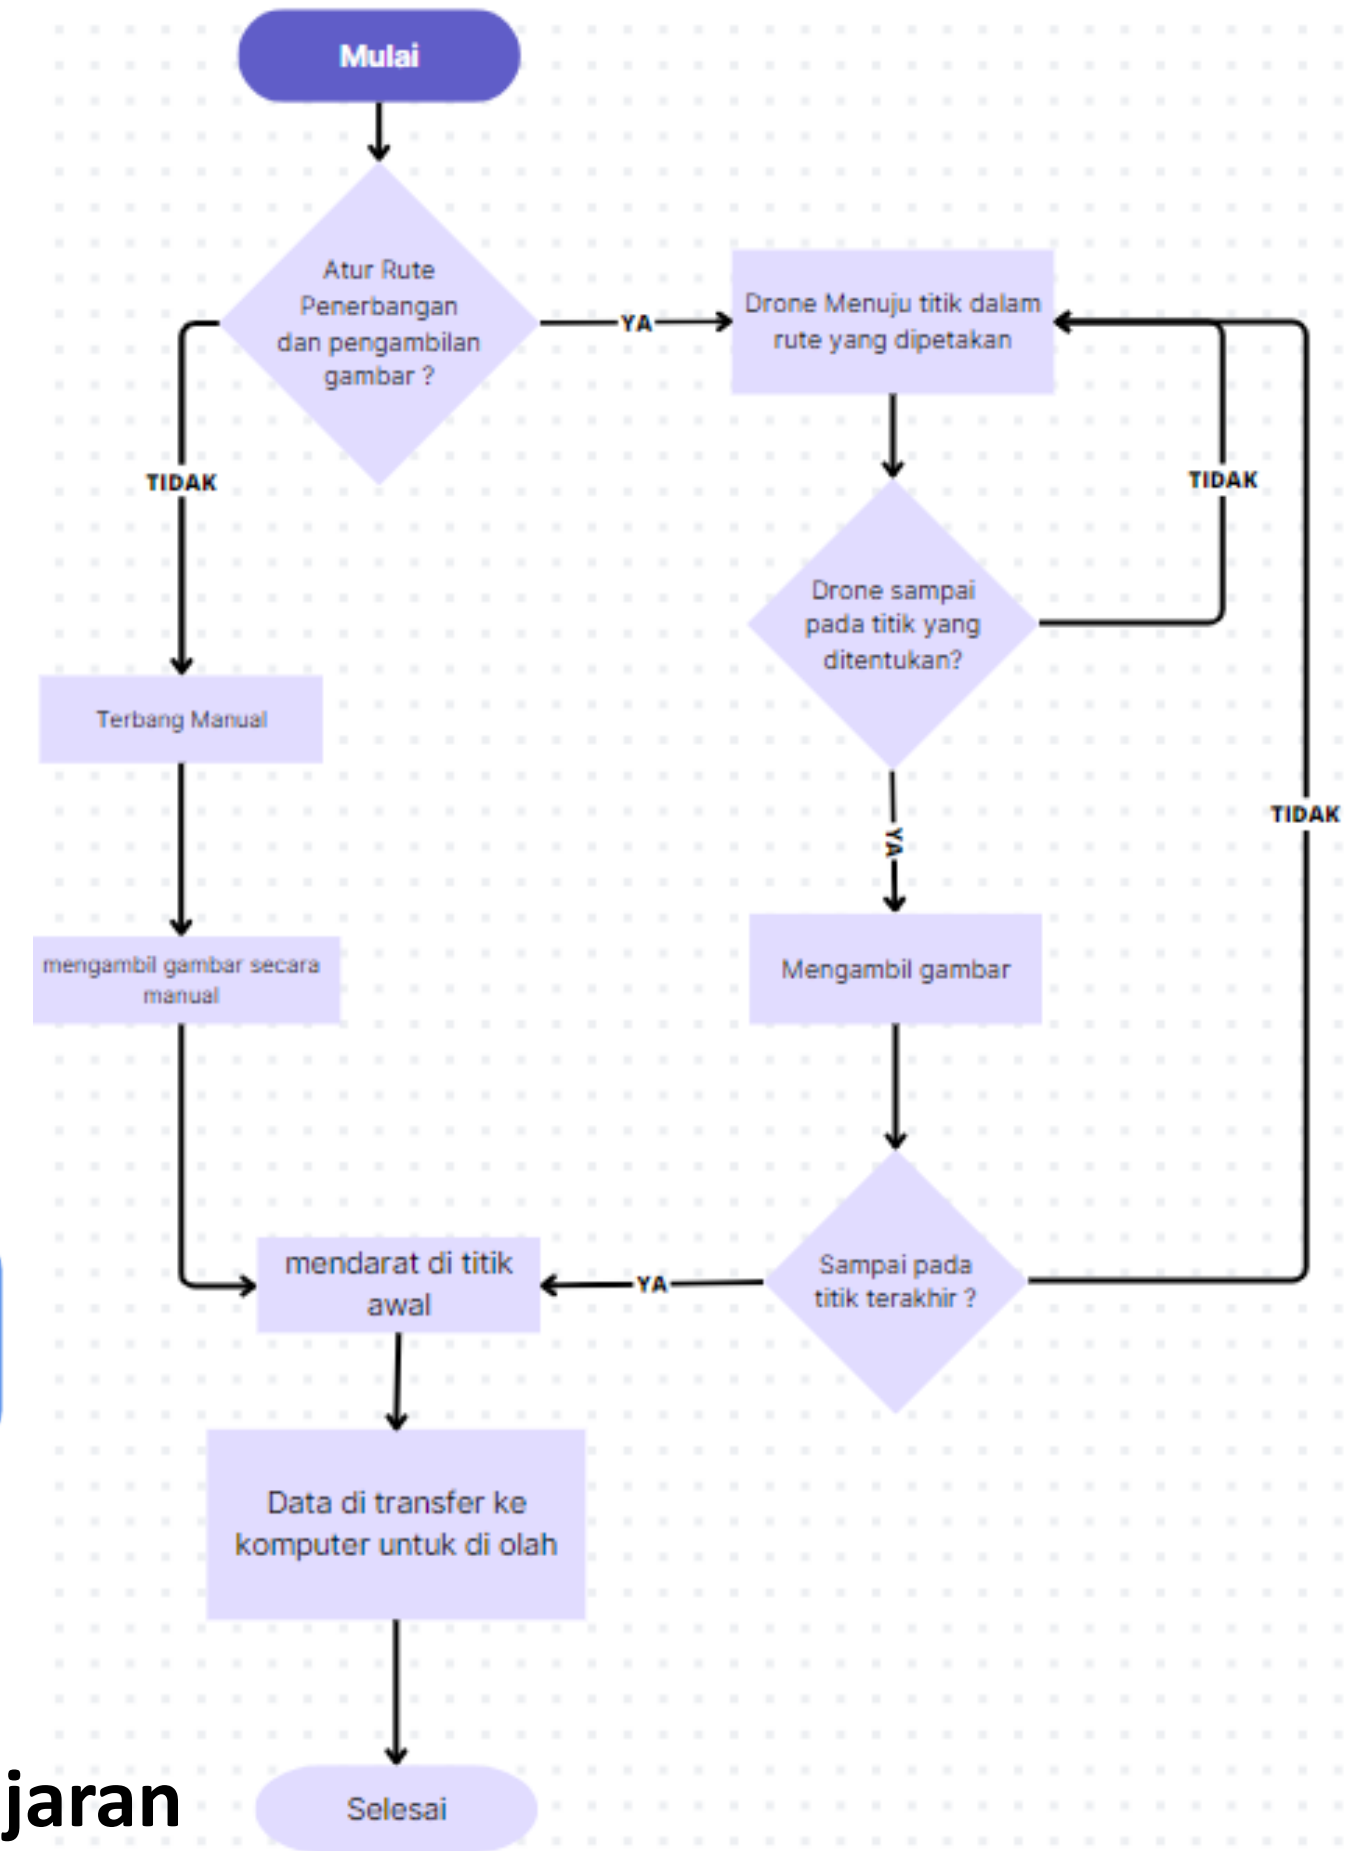 Mulai
Atur Rute
Penerbangan
dan pengambilan
gambar ?
YA
Drone Menuju titik dalam
rute yang dipetakan
TIDAK
TIDAK
Drone sampai
pada titik yang
ditentukan?
Terbang Manual
TIDAK
YA
mengambil gambar secara
manual
Mengambil gambar
mendarat di titik
awal
YA
Sampai pada
titik terakhir ?
Data di transfer ke
komputer untuk di olah
jaran
Selesai